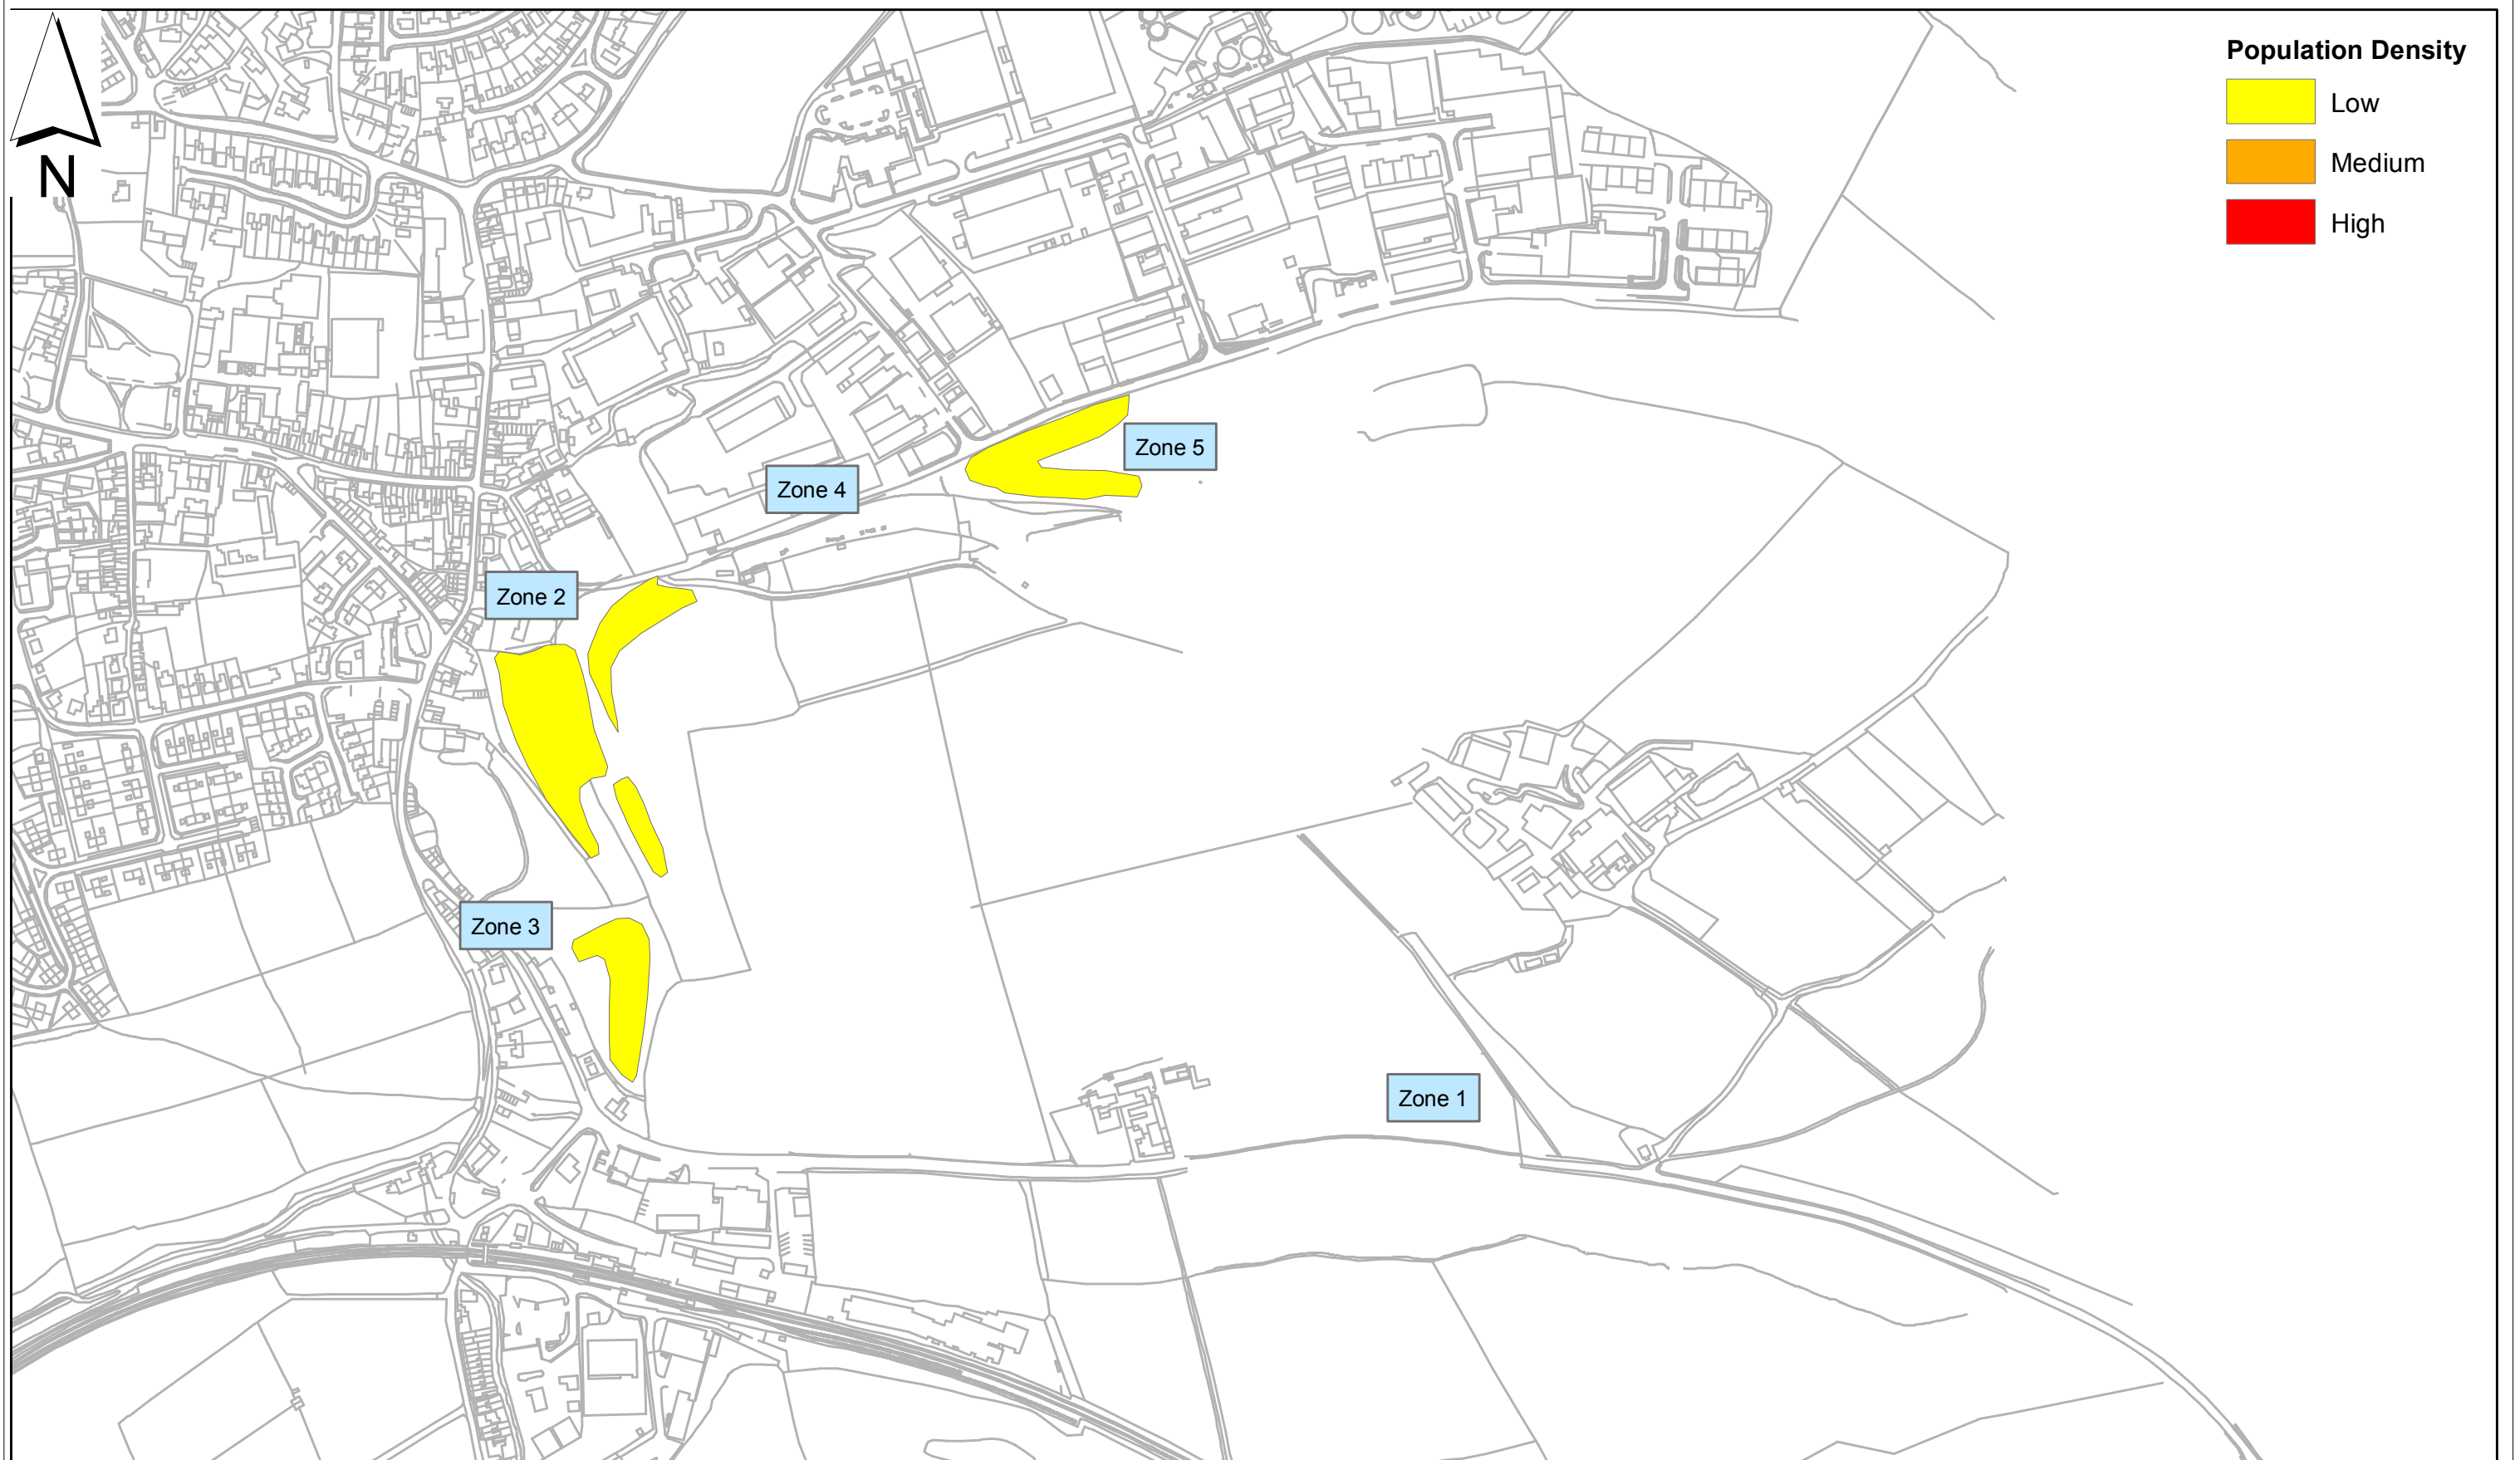 N
Population Density
Low
Medium
High
Zone 5
Zone 4
Zone 2
Zone 3
Zone 1